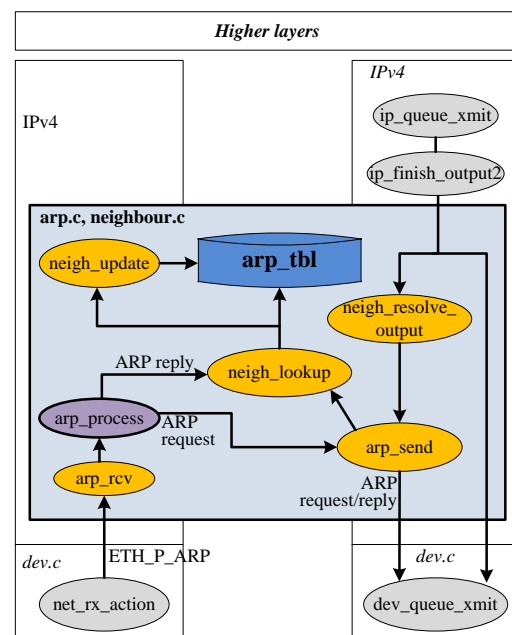 Higher layers
IPv4
IPv4
ip_queue_xmit
ip_finish_output2
arp.c, neighbour.c
neigh_update
arp_tbl
neigh_resolve_
output
ARP reply
neigh_lookup
arp_process
ARP
request
arp_send
arp_rcv
ARP
request/reply
ETH_P_ARP
dev.c
dev.c
net_rx_action
dev_queue_xmit